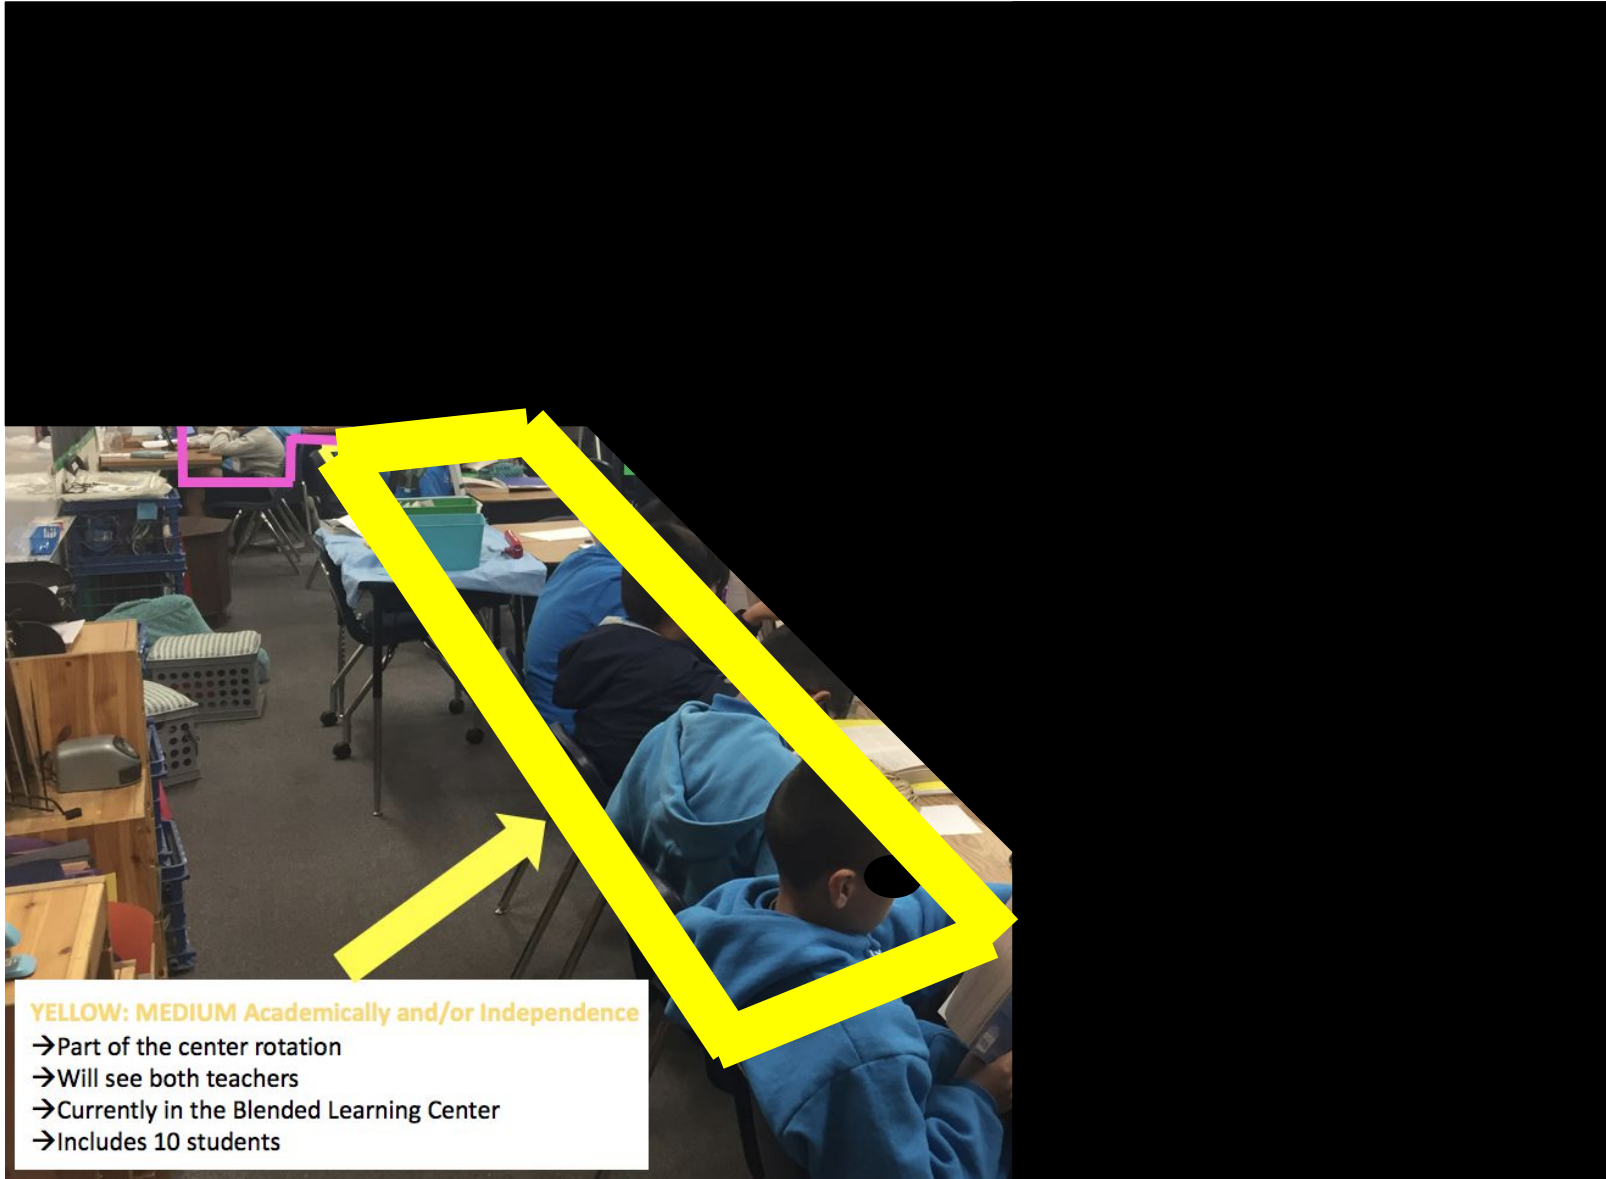 YELLOW: MEDIUM Academically and/or Independence
→Part of the center rotation
→Will see both teachers
→Currently in the Blended Learning Center
→Includes 10 students